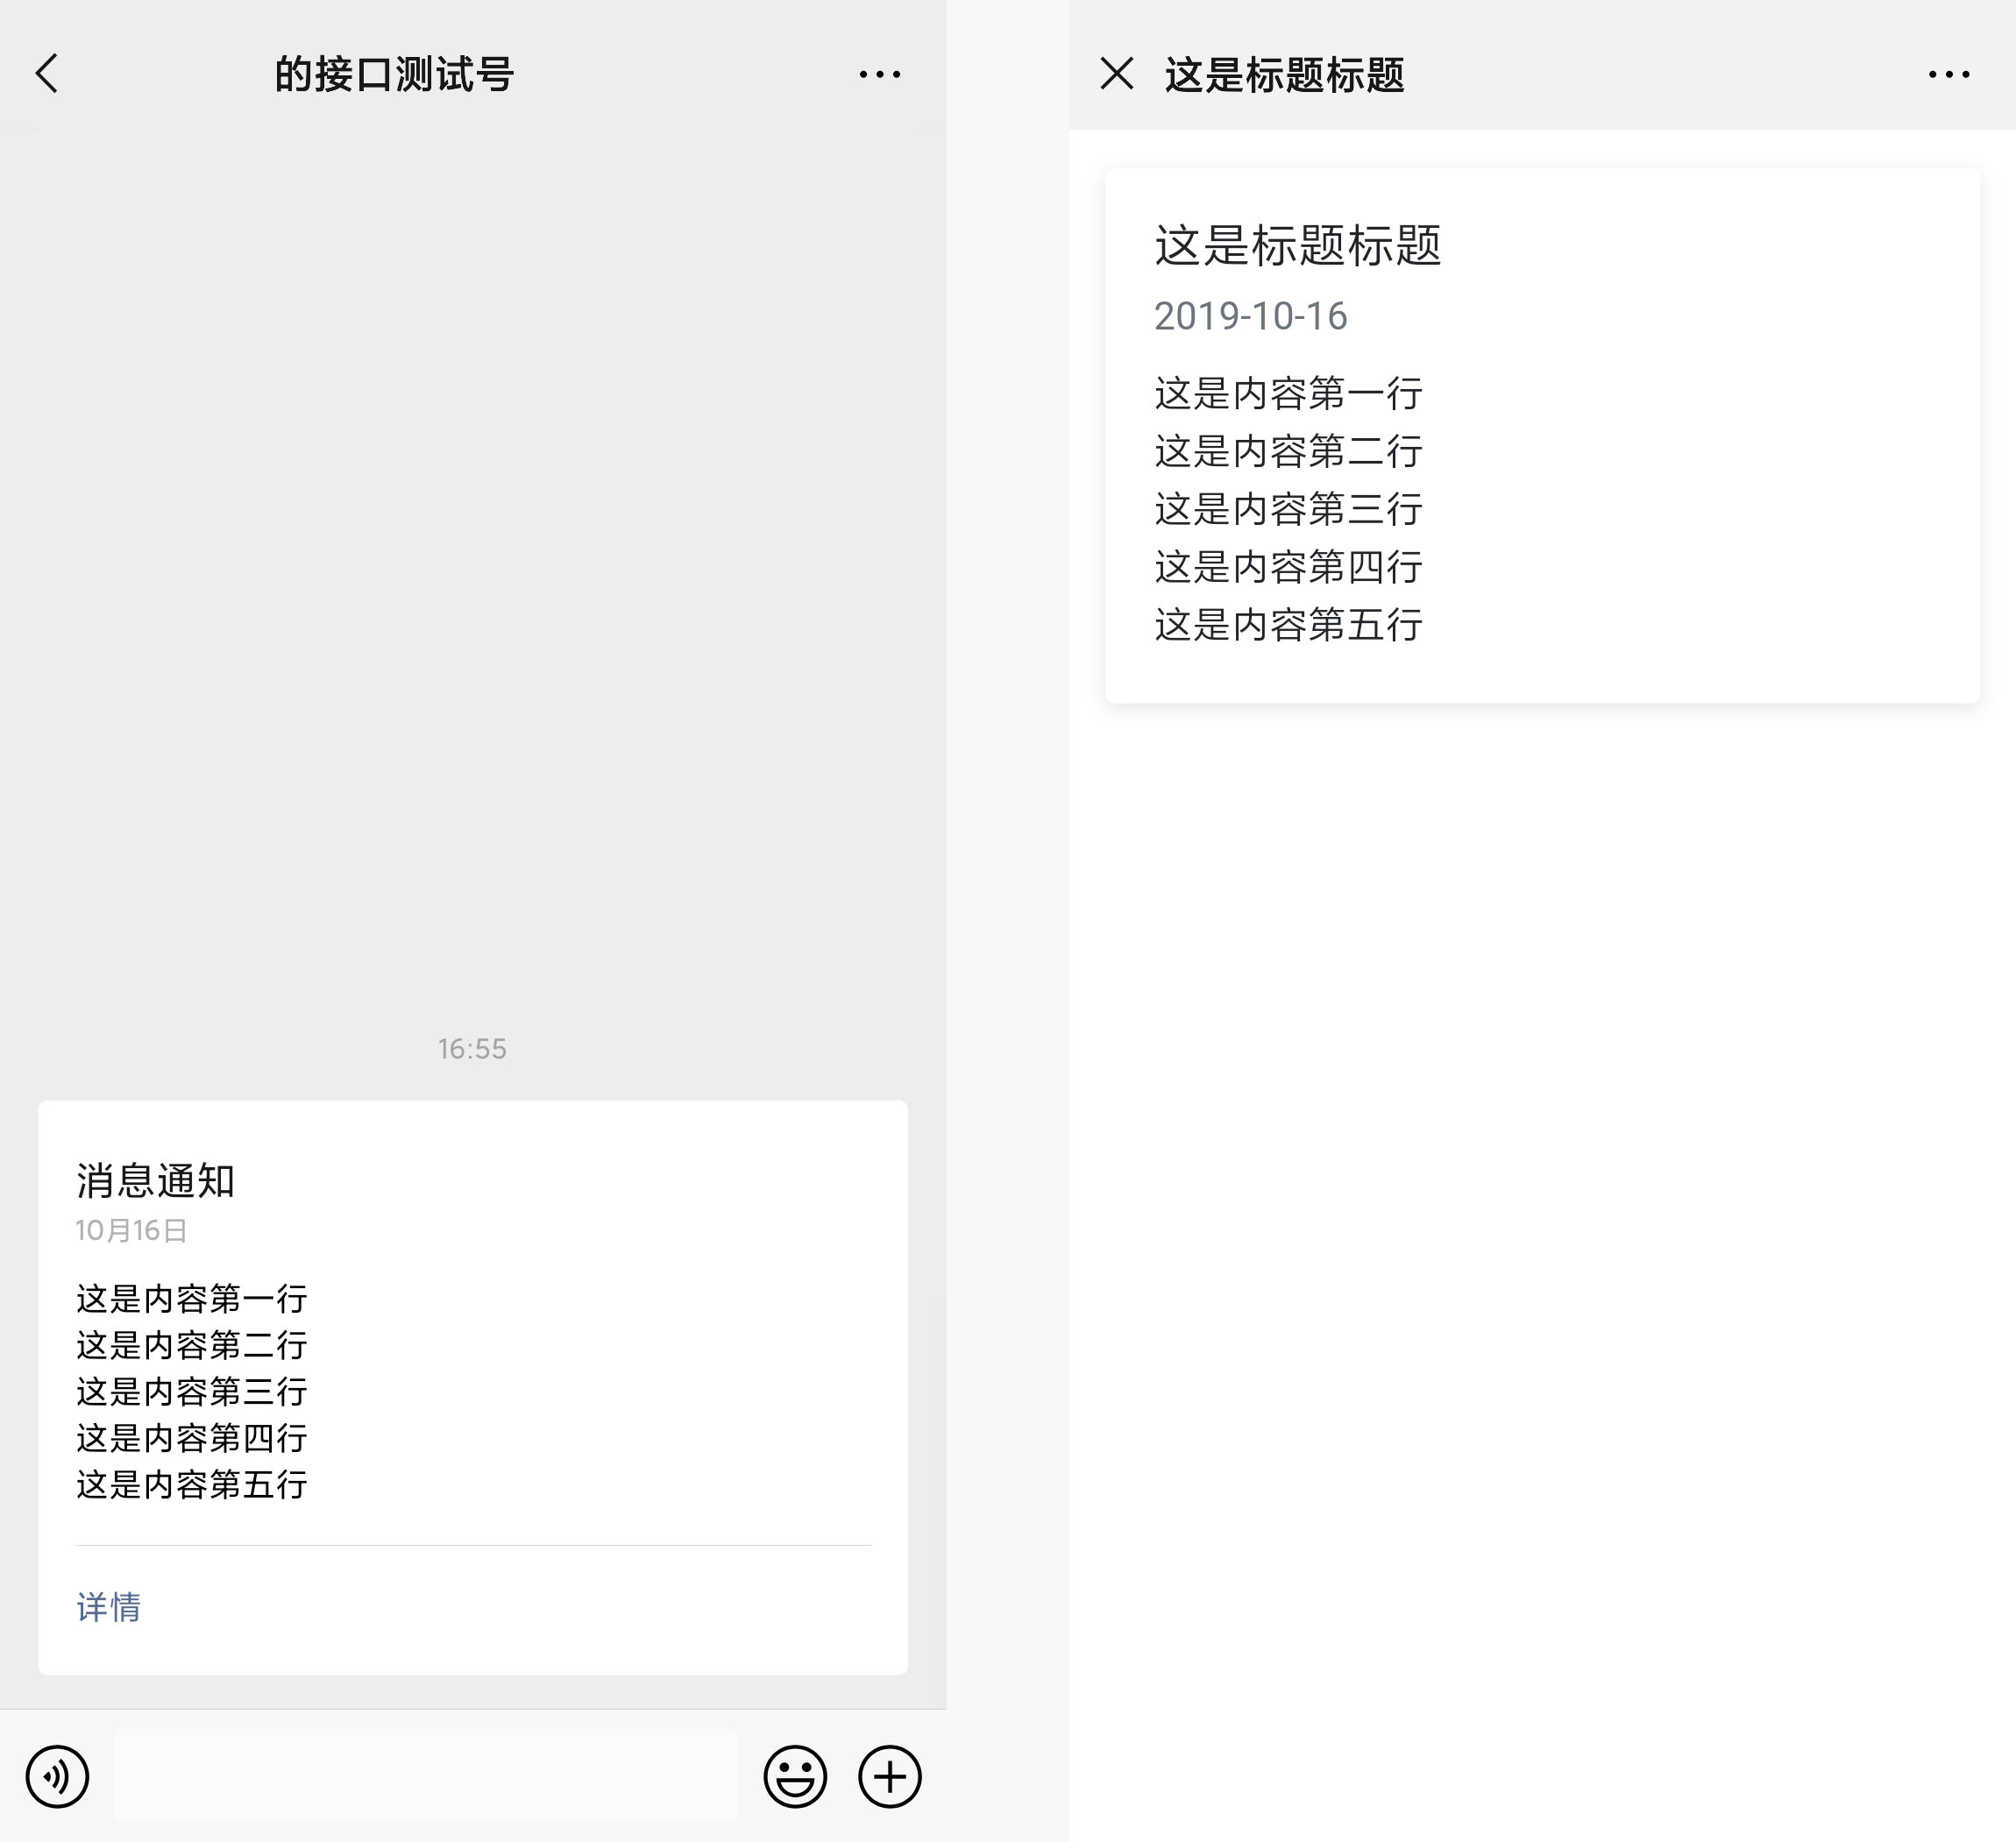 的接口测试号
16:55
消息通知
10月16日
这是内容第一行
这是内容第二行
这是内容第三行
这是内容第四行
这是内容第五行
详情
这是标题标题
这是标题标题
2019-10-16
这是内容第一行
这是内容第二行
这是内容第三行
这是内容第四行
这是内容第五行